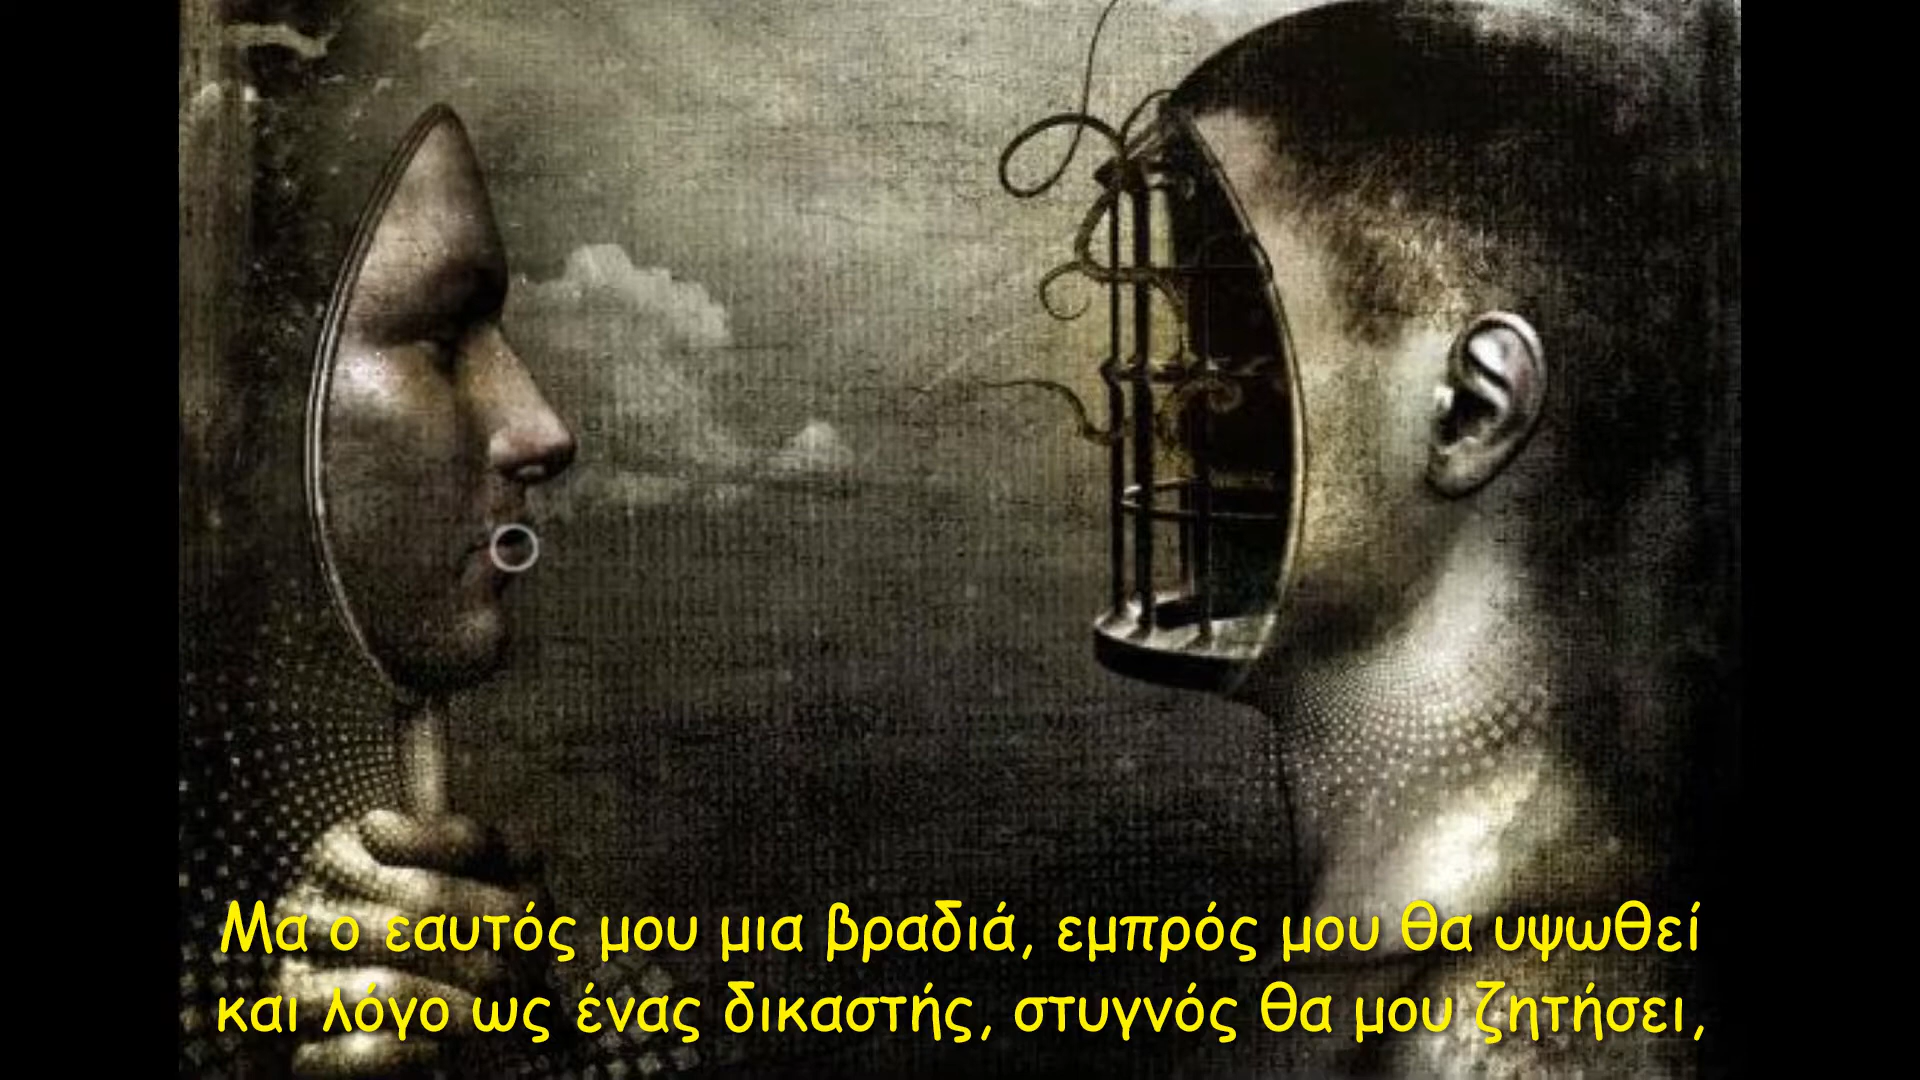 Μα ο εαυτός μου μια βραδιά, εμπρός μου θα υψωθεί
και λόγο ως ένας δικαστής, στυγνός θα μου ζητήσει,